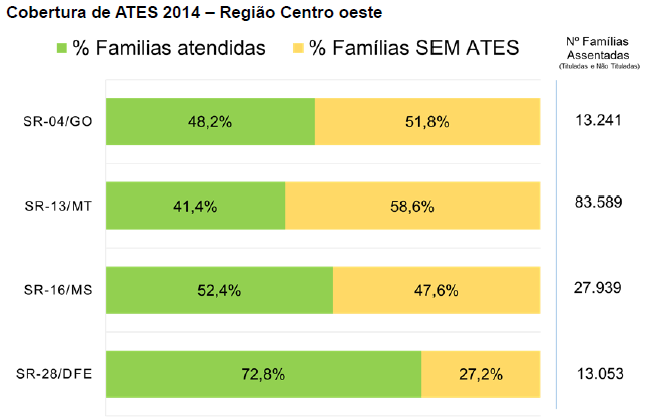 Cobertura de ATES 2014 – Região Centro oeste
% Familias atendidas % Famílias SEM ATES
Nº Famílias
Assentadas
(Tituladas e Não Tituladas)
SR-04/GO 48,2% 51,8% 13.241
SR-13/MT 41,4% 58,6% 83.589
SR-16/MS 52,4% 47,6% 27.939
SR-28/DFE 72,8% 27,2% 13.053